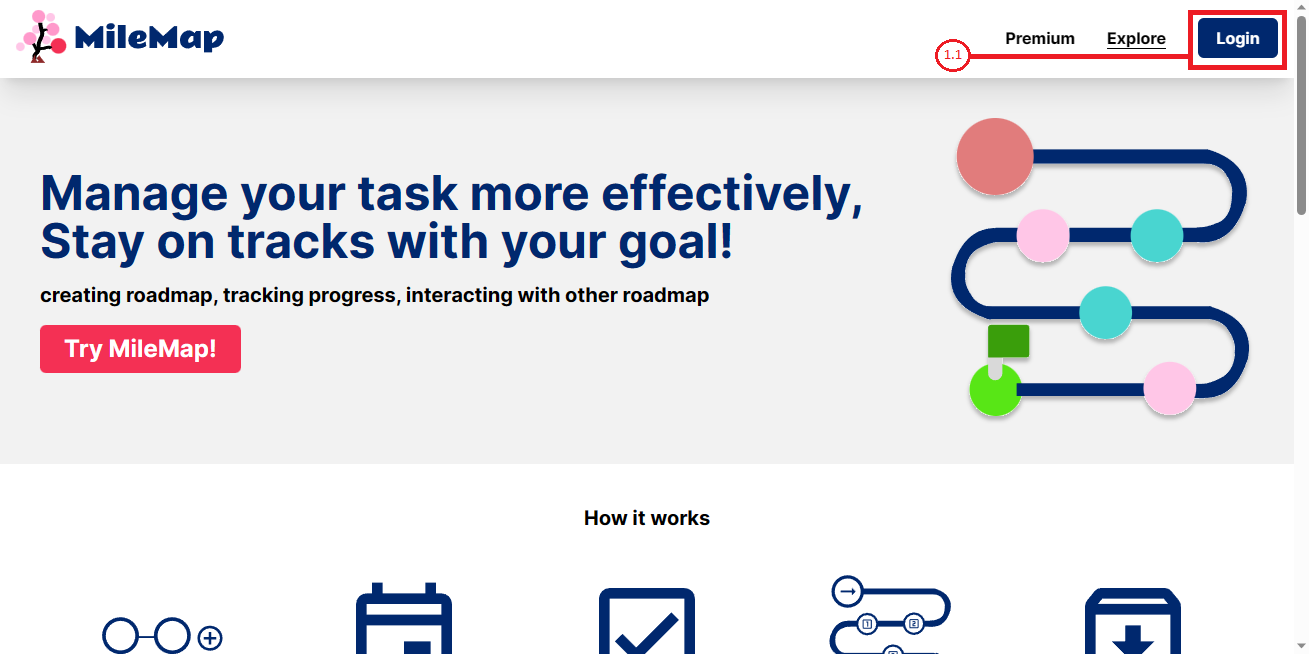 MileMap
Premium
Explore
Login
1.1
Manage your task more effectively,
Stay on tracks with your goal!
creating roadmap, tracking progress, interacting with other roadmap
Try MileMap!
How it works
1
2